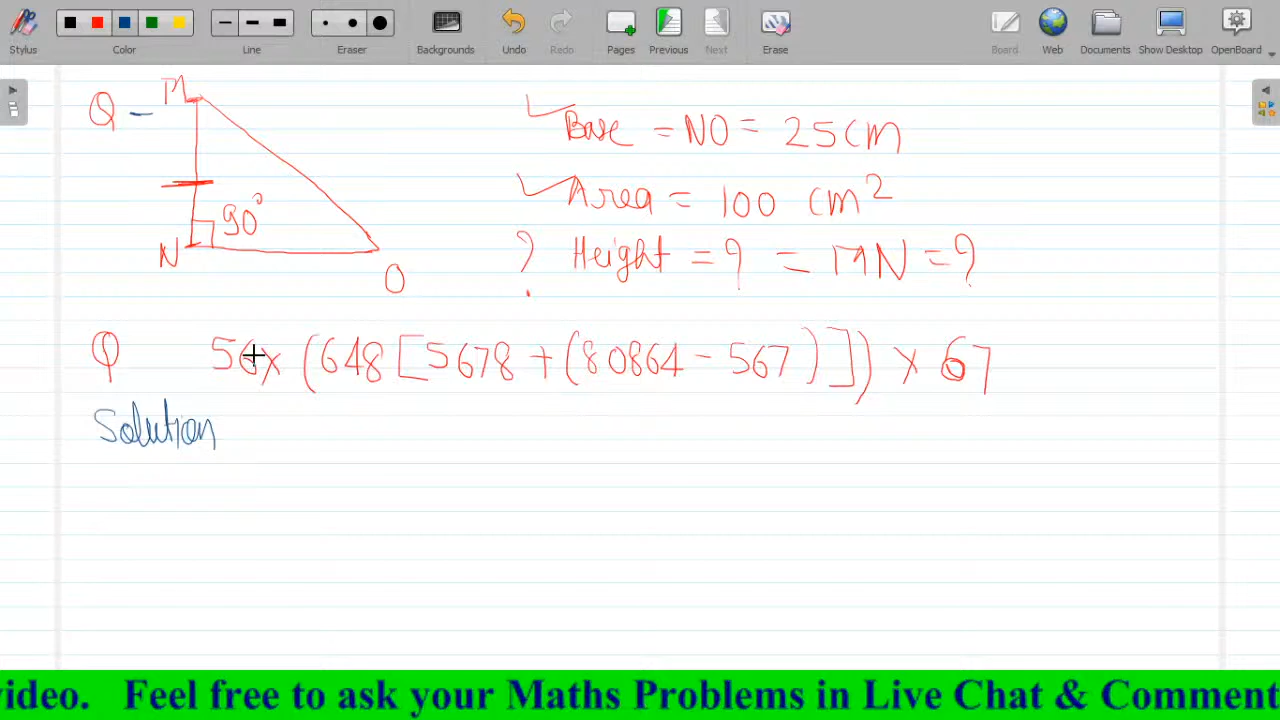 Stylus Color Line Eraser Backgrounds Undo Redo Pages Previous Next Erase Board Web Documents Show Desktop OpenBoard
Q - M
Base = NO = 25 cm
90°
Area = 100 cm²
N
O
? Height = ? = MN = ?
Q 56 × (648 [5678 + (80864 - 567)]) × 67
Solution
video. Feel free to ask your Maths Problems in Live Chat & Comment